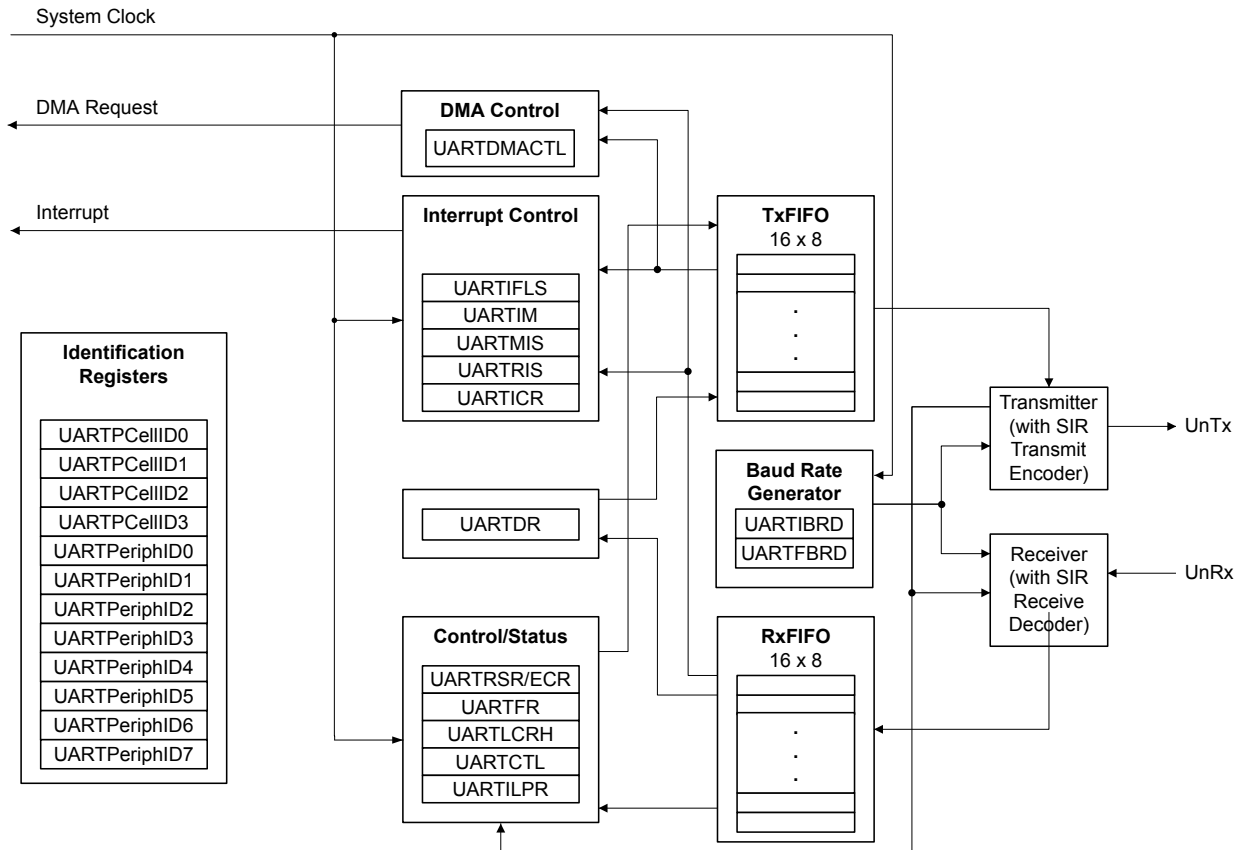 System Clock
DMA Request
DMA Control
UARTDMACTL
Interrupt
Interrupt Control
UARTIFLS
UARTIM
UARTMIS
UARTRIS
UARTICR
TxFIFO
16 x 8
.
.
.
Identification
Registers
UARTPCellID0
UARTPCellID1
UARTPCellID2
UARTPCellID3
UARTPeriphID0
UARTPeriphID1
UARTPeriphID2
UARTPeriphID3
UARTPeriphID4
UARTPeriphID5
UARTPeriphID6
UARTPeriphID7
UARTDR
Baud Rate
Generator
UARTIBRD
UARTFBRD
Transmitter
(with SIR
Transmit
Encoder)
UnTx
Receiver
(with SIR
Receive
Decoder)
UnRx
Control/Status
UARTRSR/ECR
UARTFR
UARTLCRH
UARTCTL
UARTILPR
RxFIFO
16 x 8
.
.
.